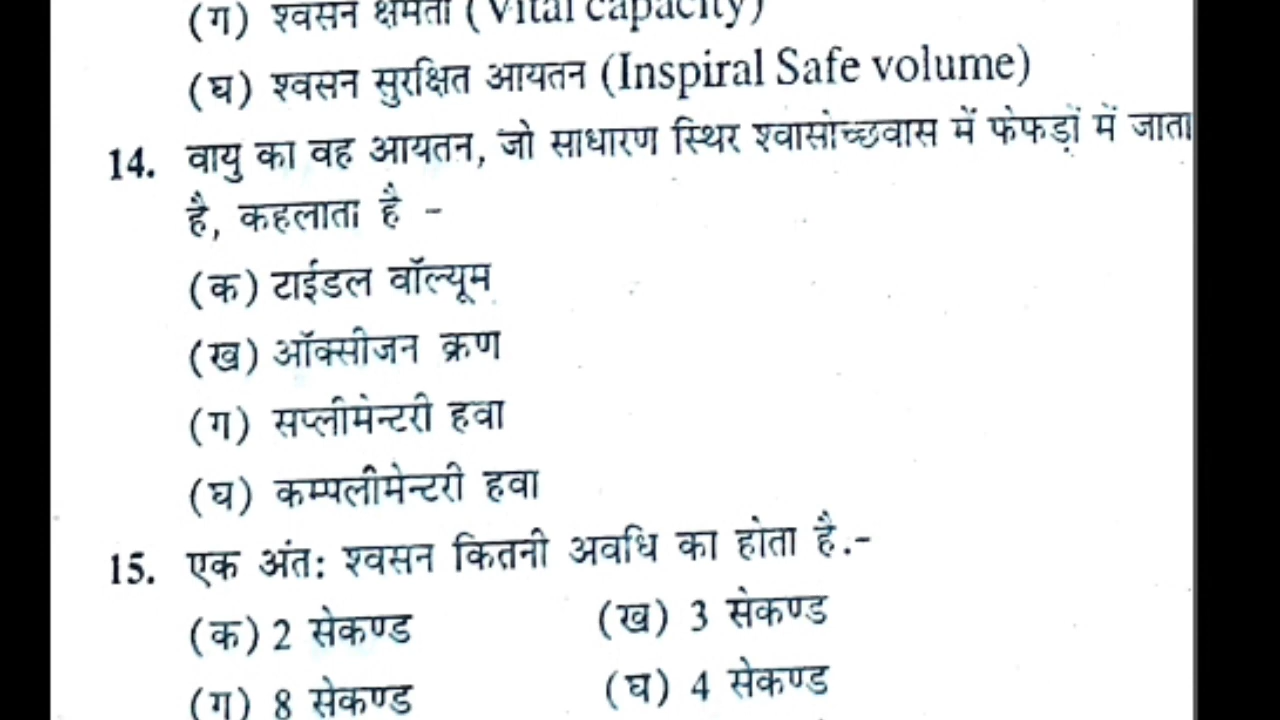 (ग) श्वसन क्षमता (Vital capacity)
(घ) श्वसन सुरक्षित आयतन (Inspiral Safe volume)
14. वायु का वह आयतन, जो साधारण स्थिर श्वासोच्छवास में फेफड़ों में जाता
है, कहलाता है -
(क) टाईडल वॉल्यूम
(ख) ऑक्सीजन क्रण
(ग) सप्लीमेन्टरी हवा
(घ) कम्पलीमेन्टरी हवा
15. एक अंत: श्वसन कितनी अवधि का होता है.-
(क) 2 सेकण्ड (ख) 3 सेकण्ड
(ग) 8 सेकण्ड (घ) 4 सेकण्ड